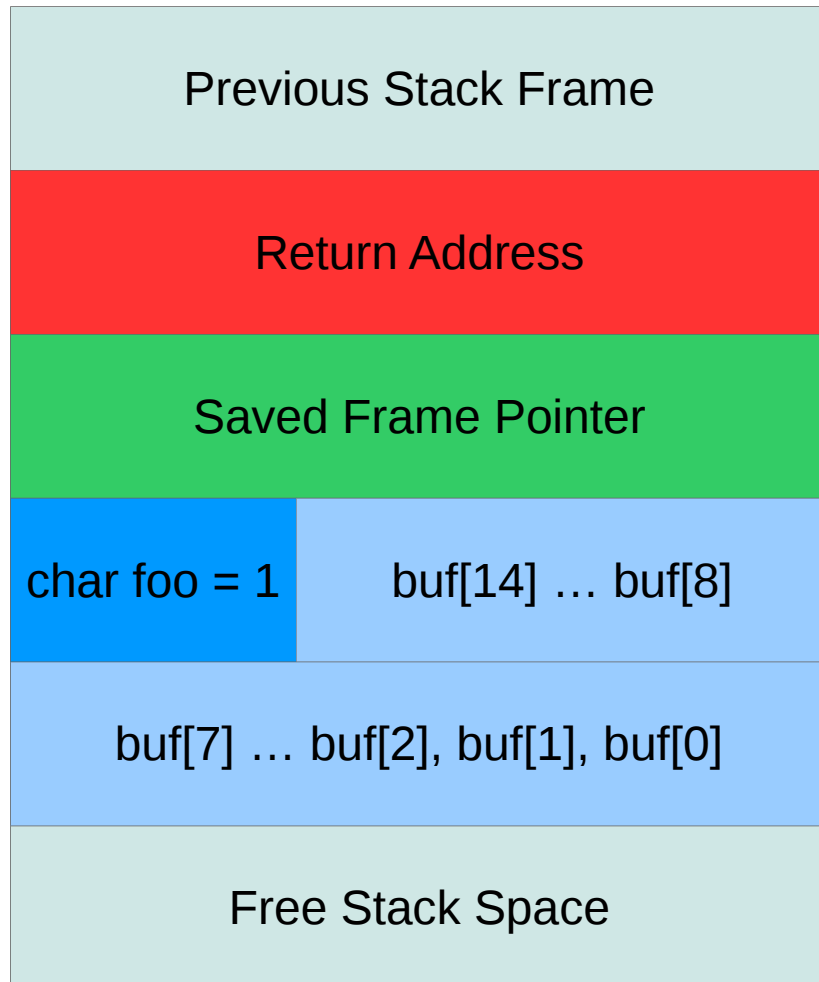 Previous Stack Frame
Return Address
Saved Frame Pointer
char foo = 1
buf[14] … buf[8]
buf[7] … buf[2], buf[1], buf[0]
Free Stack Space